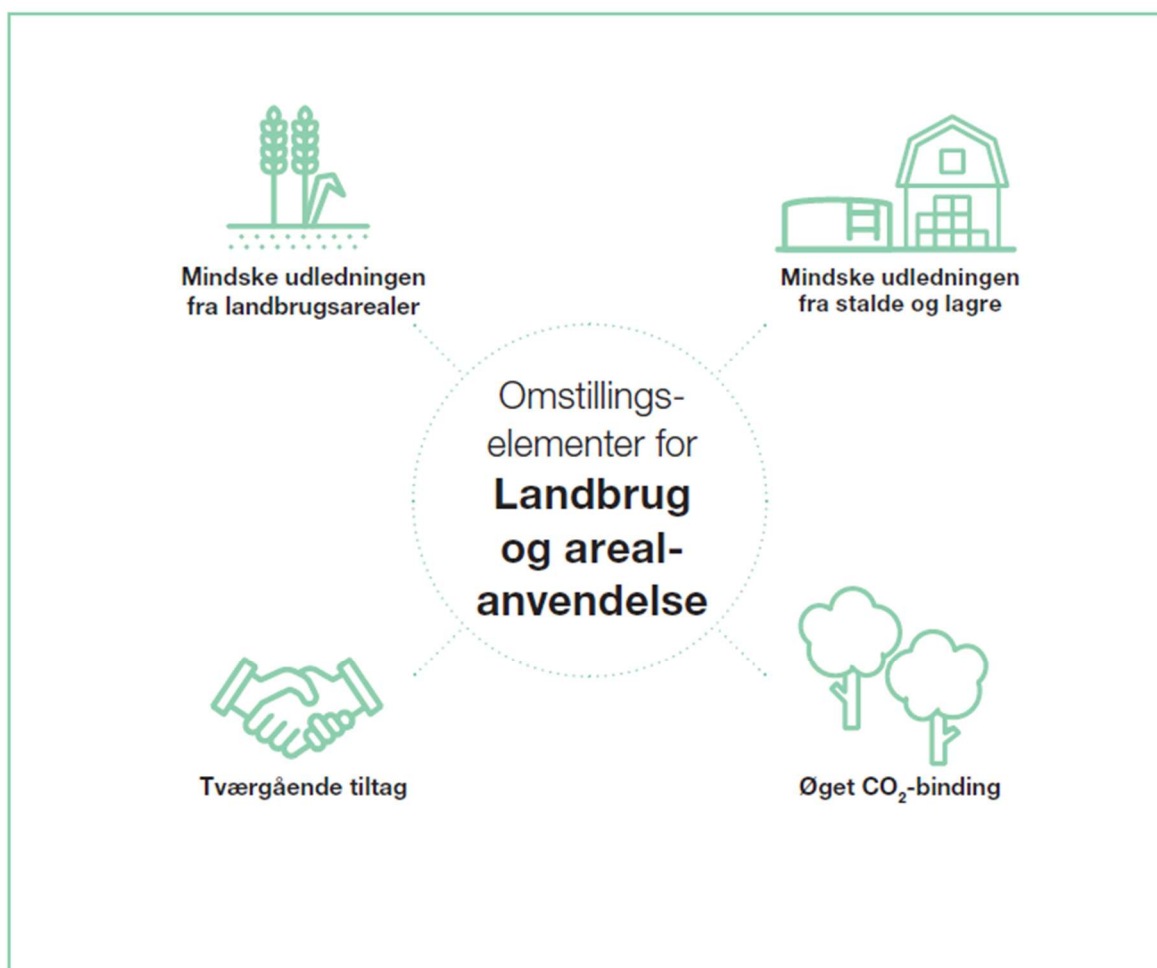 Mindske udledningen
fra landbrugsarealer
Mindske udledningen
fra stalde og lagre
Omstillings-
elementer for
Landbrug
og areal-
anvendelse
Tværgående tiltag
Øget CO₂-binding